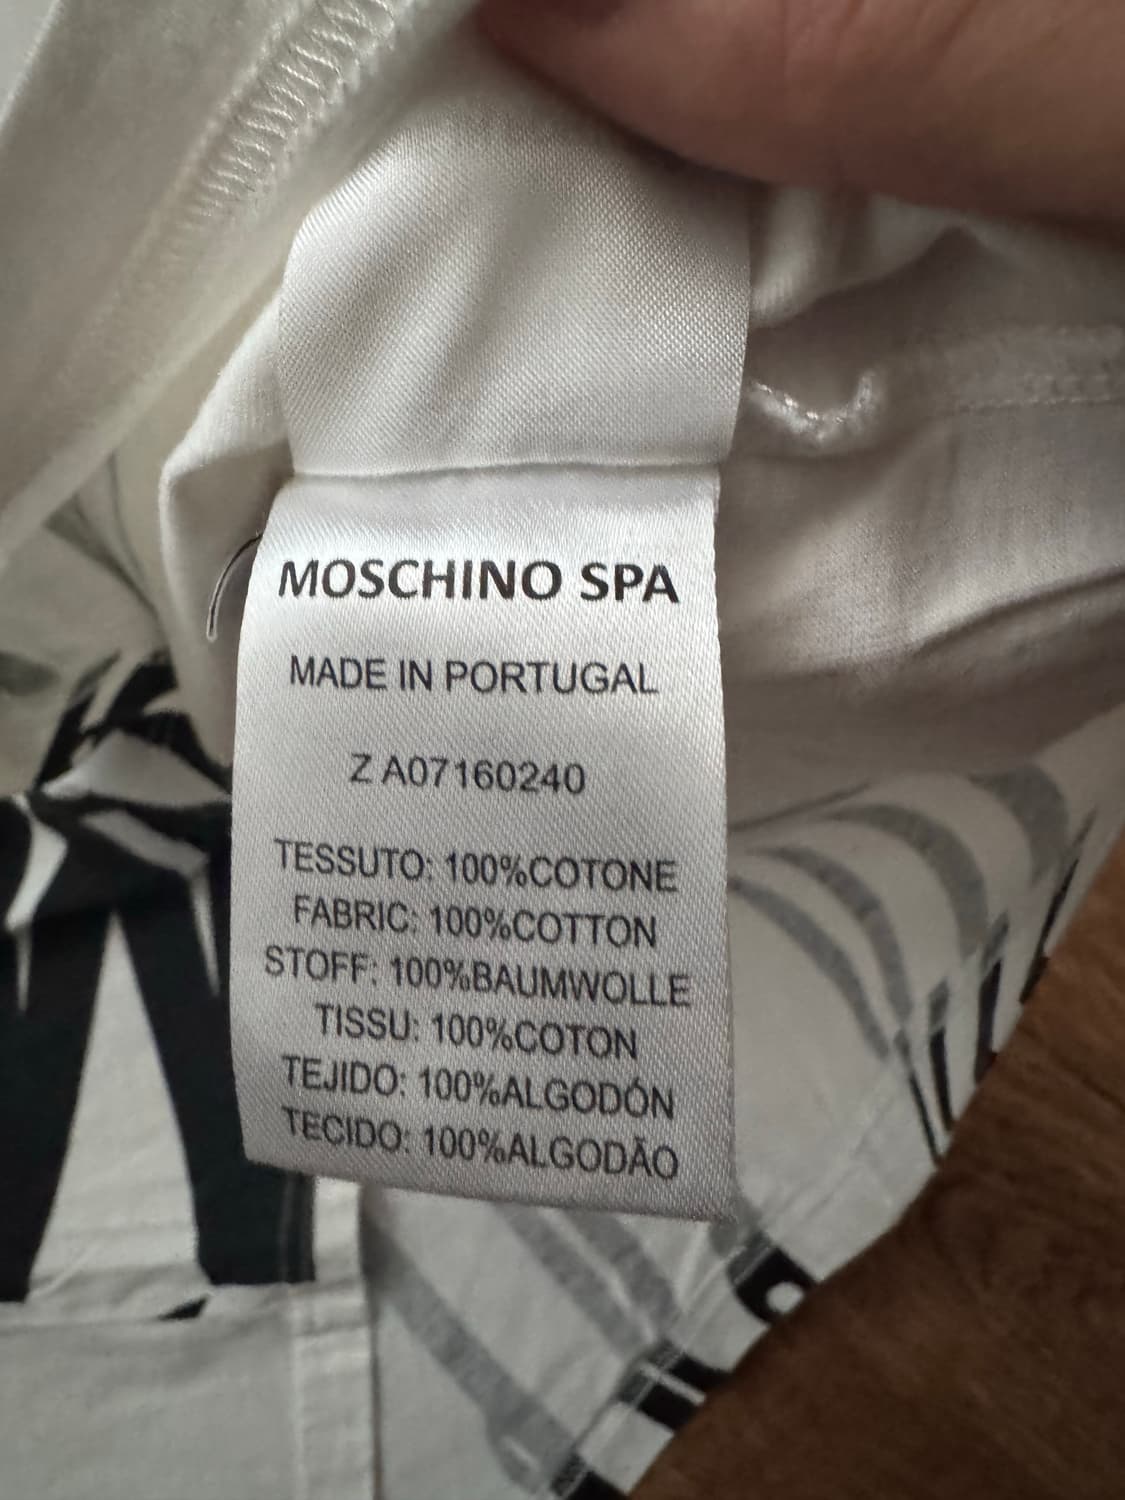 MOSCHINO SPA
MADE IN PORTUGAL
Z A07160240
TESSUTO: 100%COTONE
FABRIC: 100%COTTON
STOFF: 100%BAUMWOLLE
TISSU: 100%COTON
TEJIDO: 100%ALGODÓN
TECIDO: 100%ALGODÃO